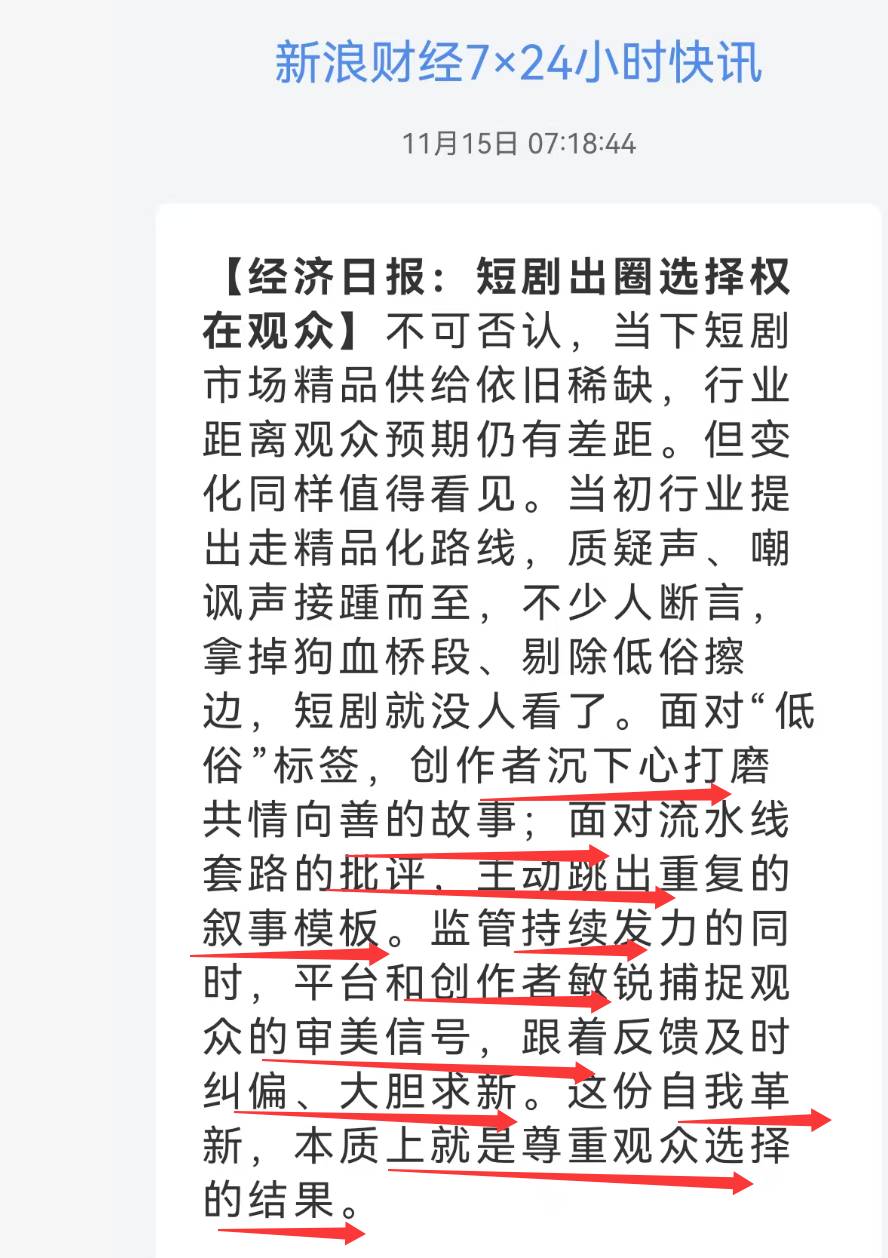 新浪财经7×24小时快讯
11月15日 07:18:44
【经济日报：短剧出圈选择权
在观众】不可否认，当下短剧
市场精品供给依旧稀缺，行业
距离观众预期仍有差距。但变
化同样值得看见。当初行业提
出走精品化路线，质疑声、嘲
讽声接踵而至，不少人断言，
拿掉狗血桥段、剔除低俗擦
边，短剧就没人看了。面对“低
俗”标签，创作者沉下心打磨
共情向善的故事；面对流水线
套路的批评，主动跳出重复的
叙事模板。监管持续发力的同
时，平台和创作者敏锐捕捉观
众的审美信号，跟着反馈及时
纠偏、大胆求新。这份自我革
新，本质上就是尊重观众选择
的结果。